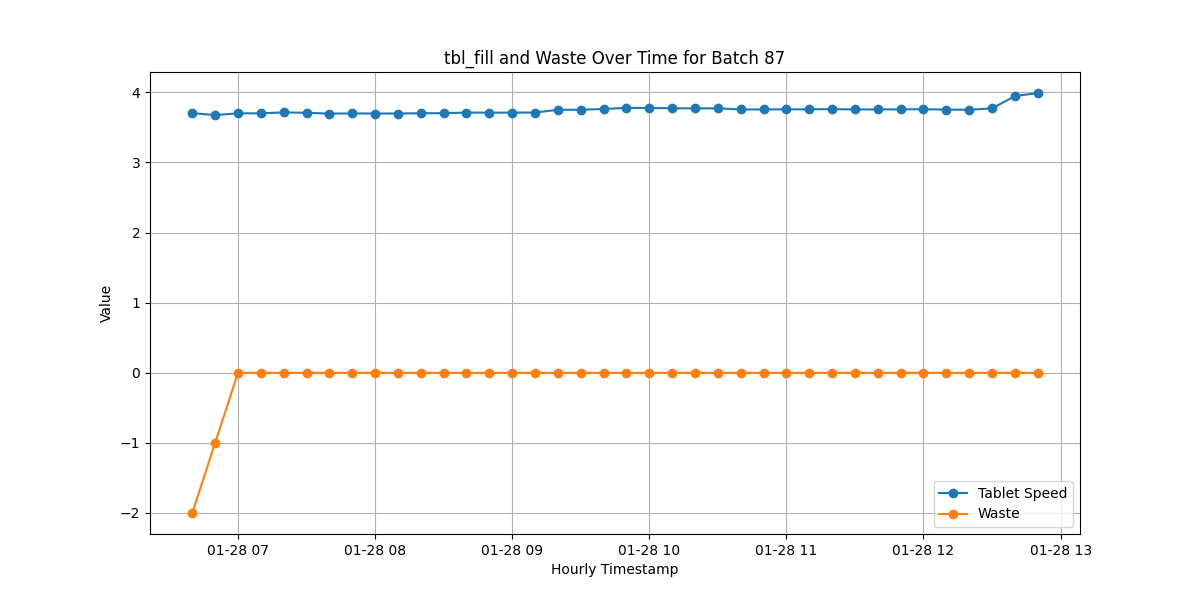 tbl_fill and Waste Over Time for Batch 87
Value
4
3
2
1
0
−1
−2
Tablet Speed
Waste
01-28 07
01-28 08
01-28 09
01-28 10
01-28 11
01-28 12
01-28 13
Hourly Timestamp